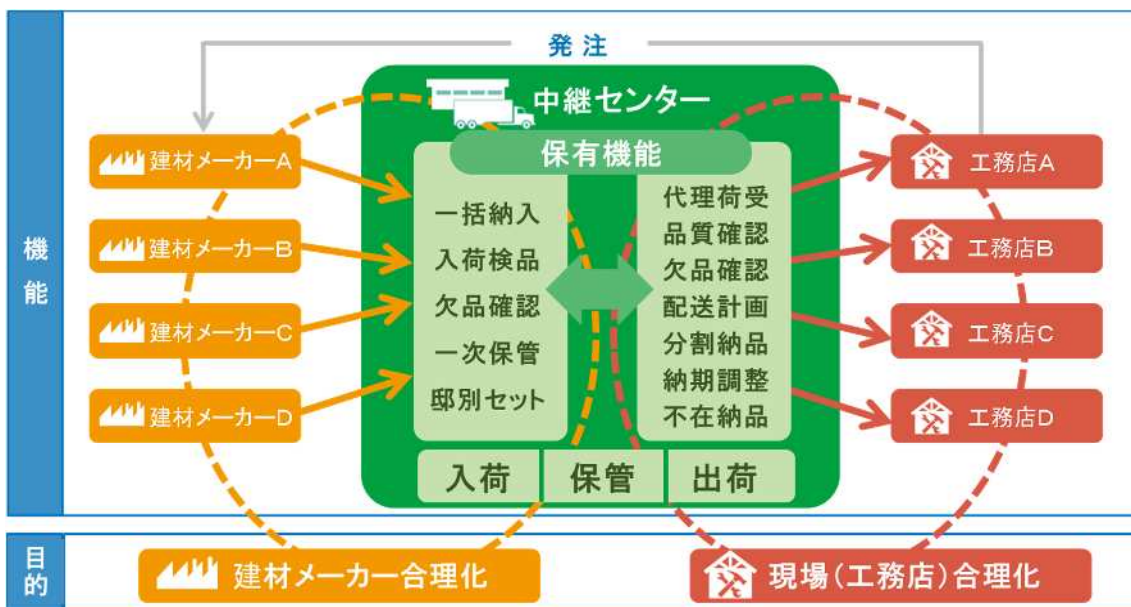 機能
発注
中継センター
保有機能
建材メーカーA
建材メーカーB
建材メーカーC
建材メーカーD
一括納入
入荷検品
欠品確認
一次保管
邸別セット
代理荷受
品質確認
欠品確認
配送計画
分割納品
納期調整
不在納品
工務店A
工務店B
工務店C
工務店D
入荷
保管
出荷
目的
建材メーカー合理化
現場(工務店)合理化